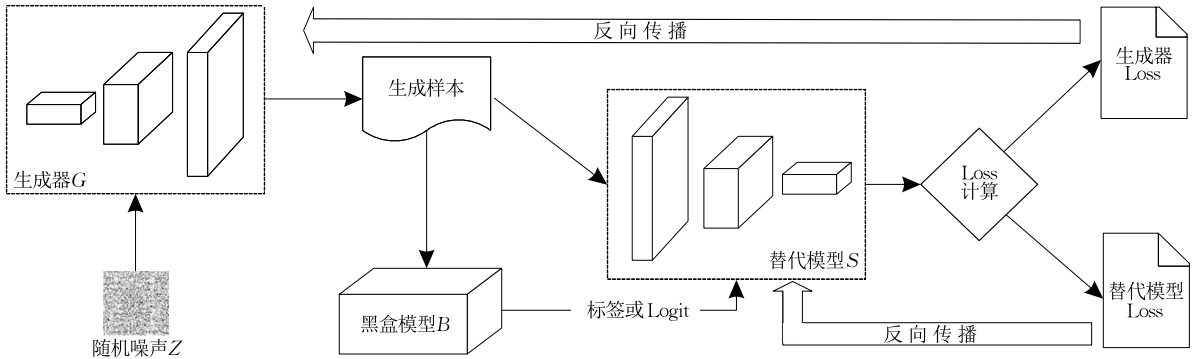 反向传播
生成器
Loss
生成样本
生成器G
Loss
计算
替代模型S
随机噪声Z
黑盒模型B
标签或Logit
反向传播
替代模型
Loss